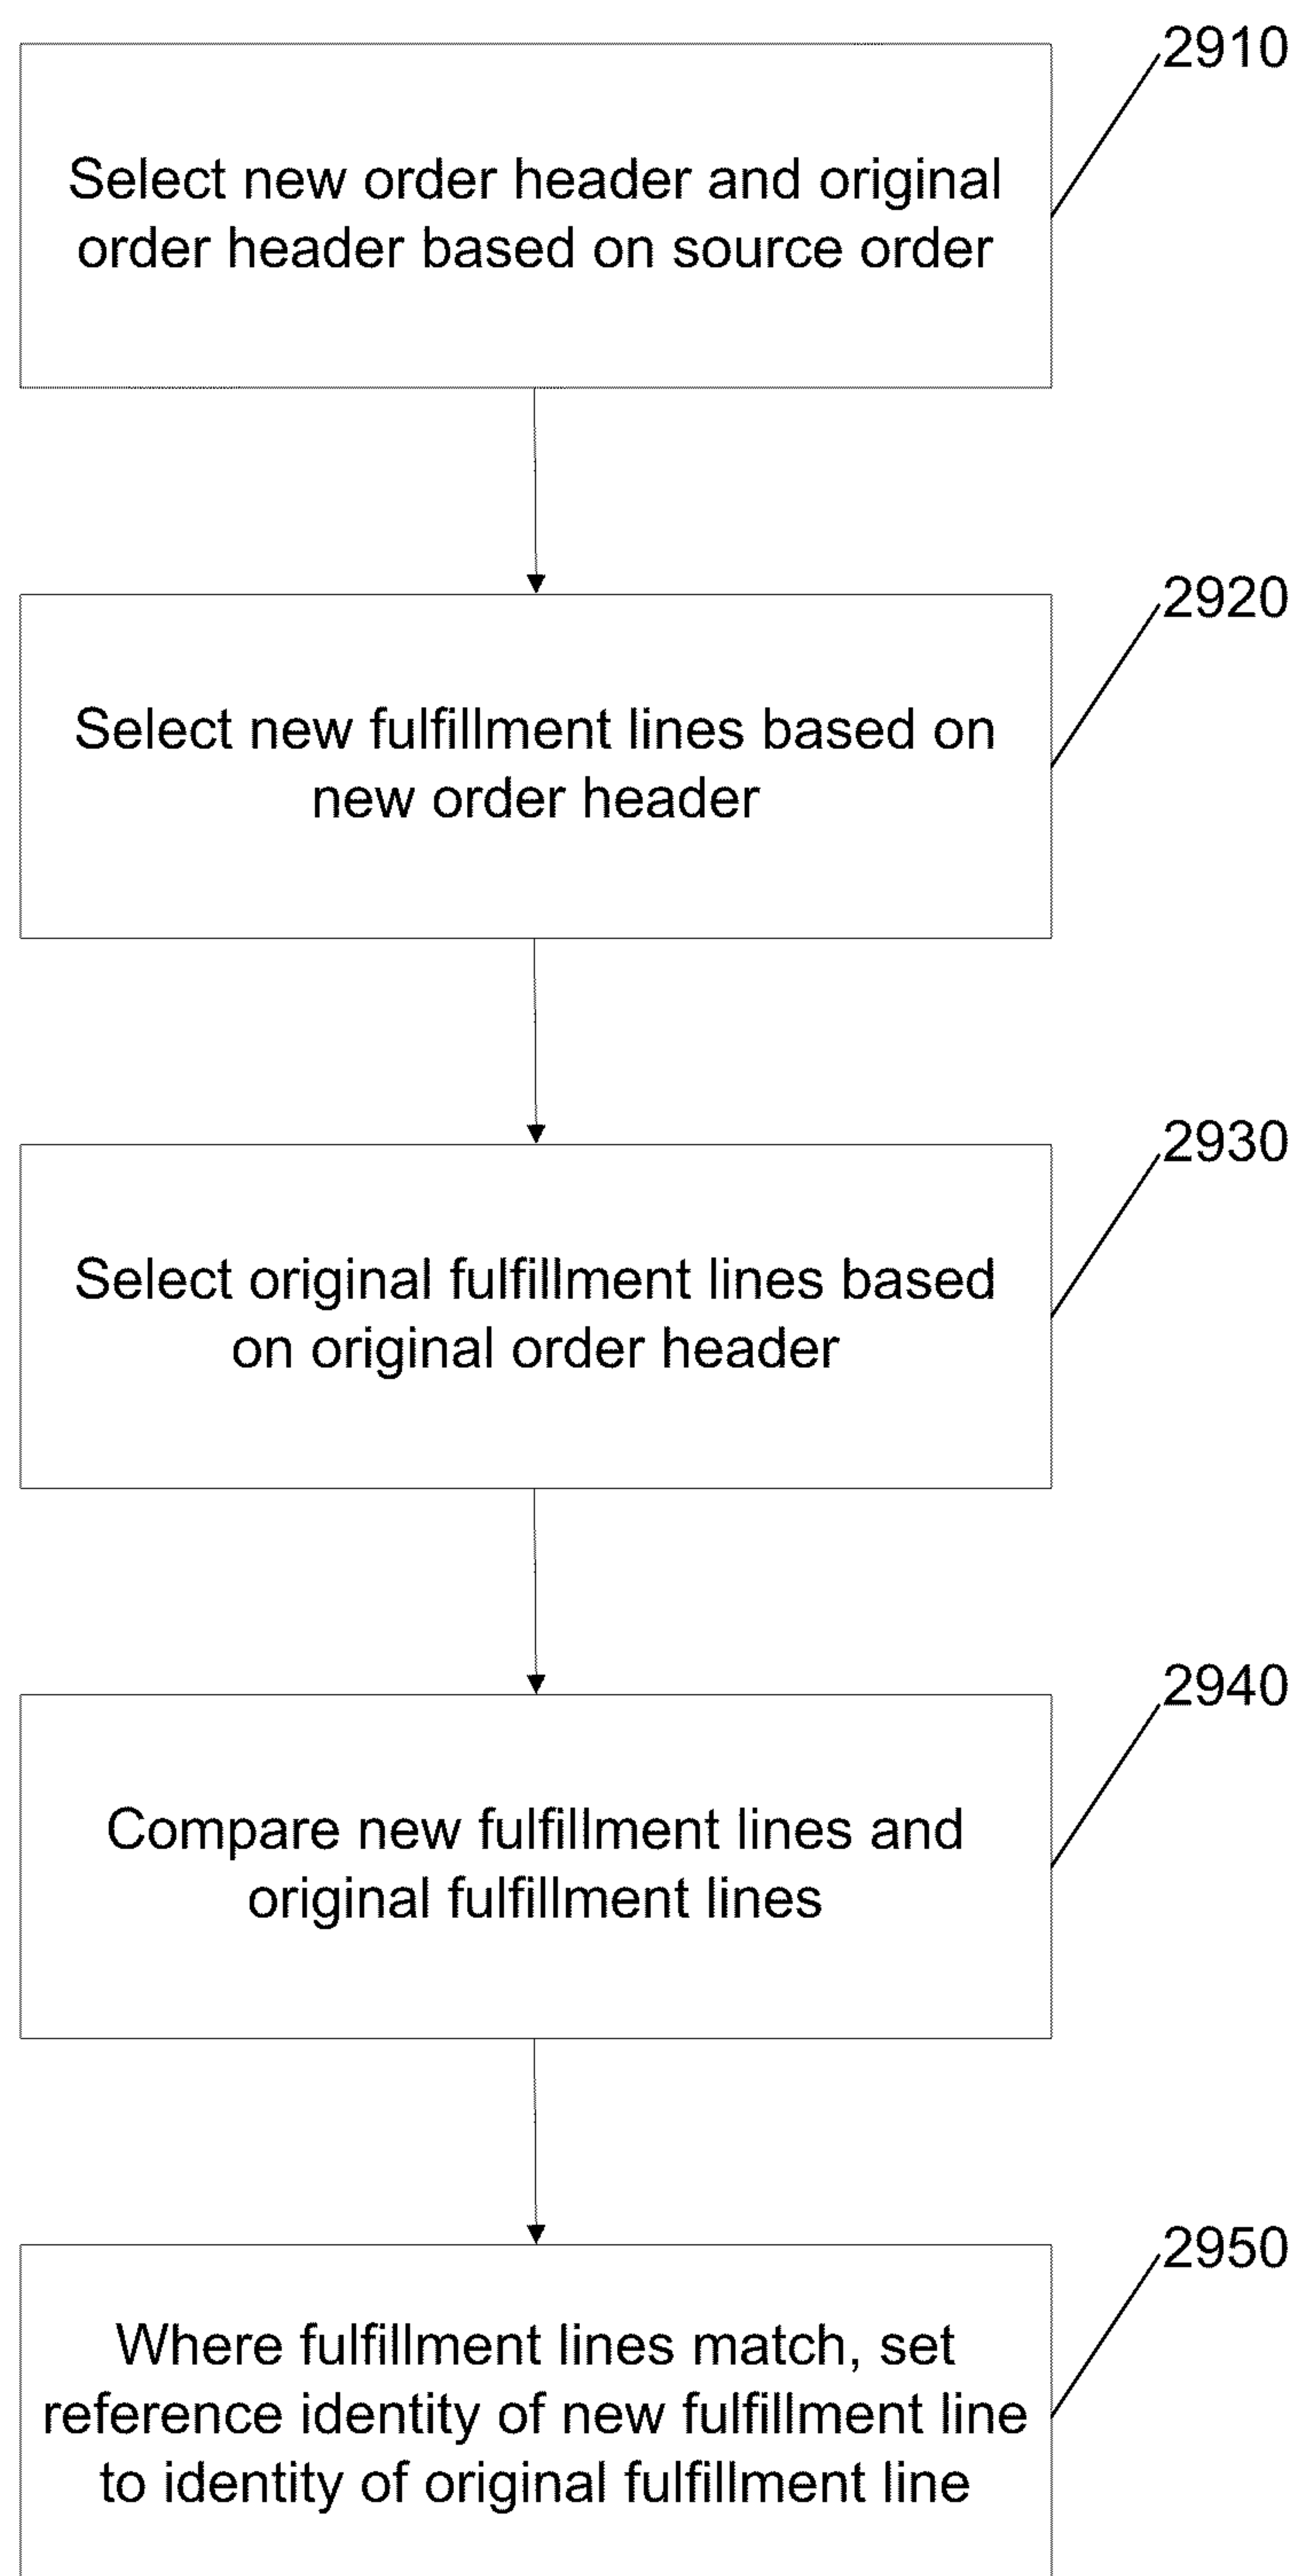 2910
Select new order header and original
order header based on source order
2920
Select new fulfillment lines based on
new order header
2930
Select original fulfillment lines based
on original order header
2940
Compare new fulfillment lines and
original fulfillment lines
2950
Where fulfillment lines match, set
reference identity of new fulfillment line
to identity of original fulfillment line